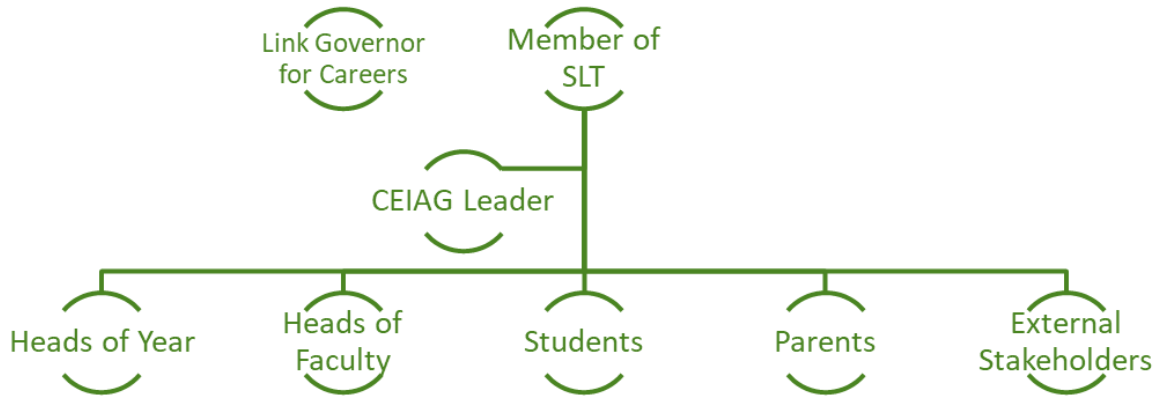 Link Governor
for Careers
Member of
SLT
CEIAG Leader
Heads of Year
Heads of
Faculty
Students
Parents
External
Stakeholders